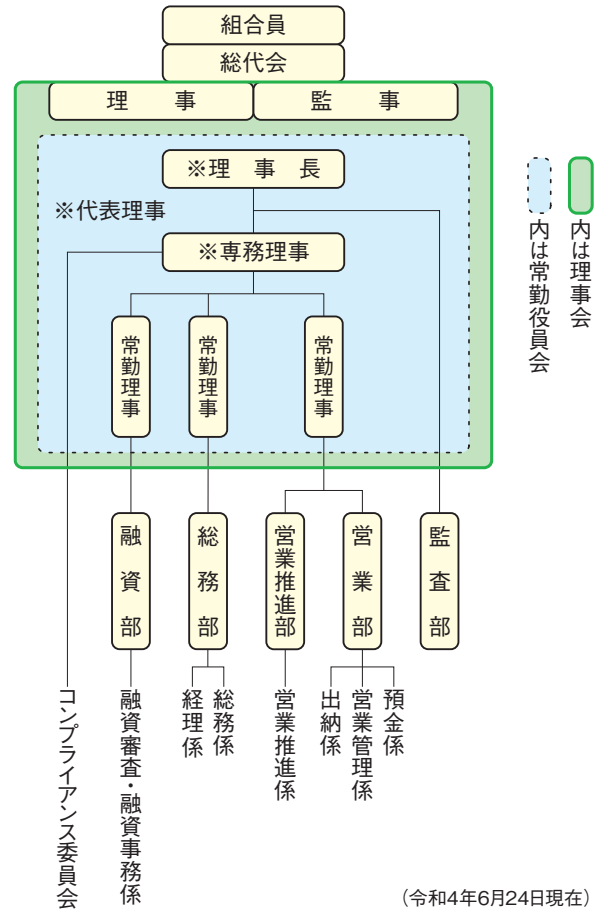 組合員
総代会
理事
監事
※理事長
※代表理事
※専務理事
常勤理事
常勤理事
常勤理事
内は理事会
内は常勤役員会
融資部
総務部
営業推進部
営業部
監査部
コンプライアンス委員会
融資審査・融資事務係
経理係
総務係
営業推進係
出納係
営業管理係
預金係
（令和4年6月24日現在）